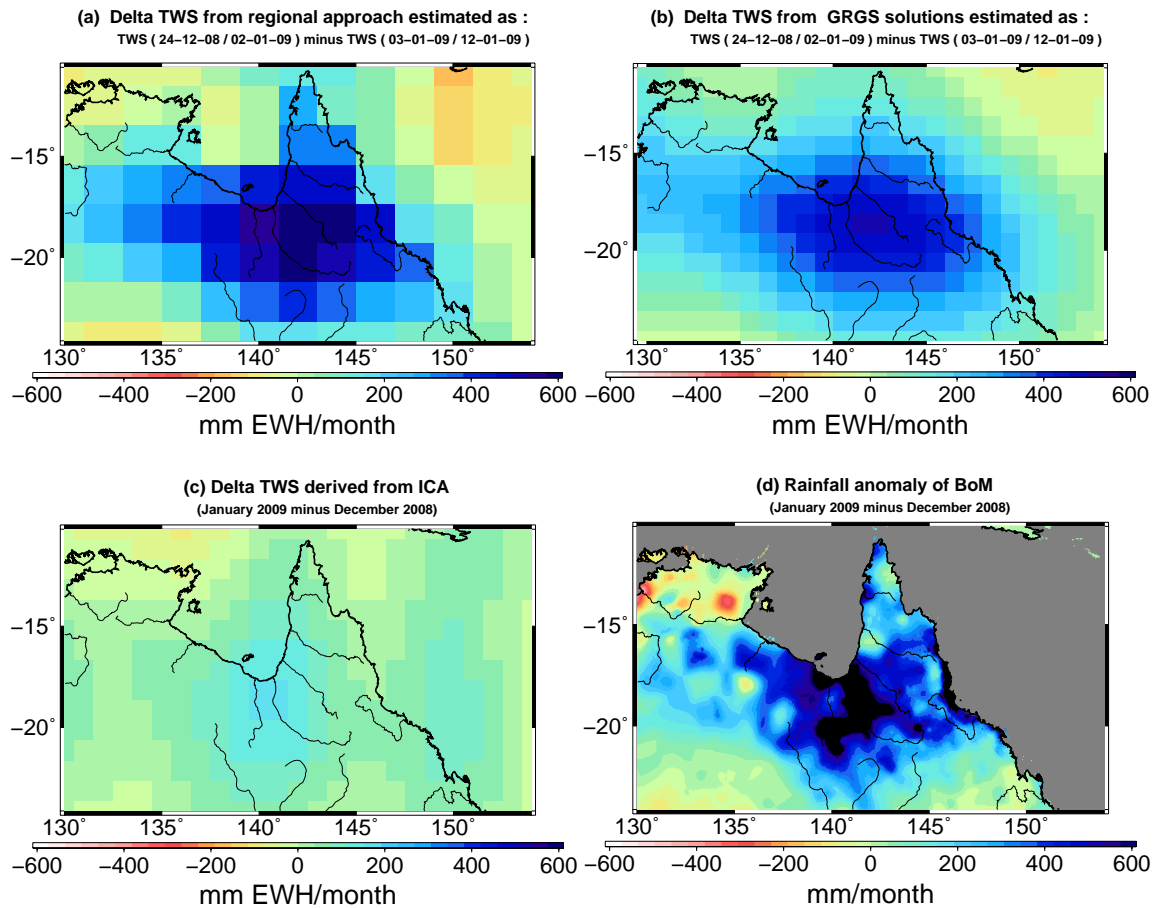 (a) Delta TWS from regional approach estimated as :
TWS ( 24−12−08 / 02−01−09 ) minus TWS ( 03−01−09 / 12−01−09 )
−15˚
−20˚
130˚ 135˚ 140˚ 145˚ 150˚
−600 −400 −200 0 200 400 600
mm EWH/month
(b) Delta TWS from GRGS solutions estimated as :
TWS ( 24−12−08 / 02−01−09 ) minus TWS ( 03−01−09 / 12−01−09 )
−15˚
−20˚
130˚ 135˚ 140˚ 145˚ 150˚
−600 −400 −200 0 200 400 600
mm EWH/month
(c) Delta TWS derived from ICA
(January 2009 minus December 2008)
−15˚
−20˚
130˚ 135˚ 140˚ 145˚ 150˚
−600 −400 −200 0 200 400 600
mm EWH/month
(d) Rainfall anomaly of BoM
(January 2009 minus December 2008)
−15˚
−20˚
130˚ 135˚ 140˚ 145˚ 150˚
−600 −400 −200 0 200 400 600
mm/month